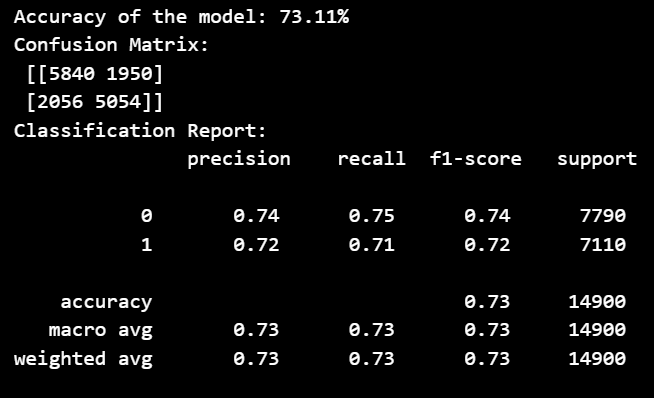 Accuracy of the model: 73.11%
Confusion Matrix:
[[5840 1950]
[2056 5054]]
Classification Report:
precision recall f1-score support
0 0.74 0.75 0.74 7790
1 0.72 0.71 0.72 7110
accuracy 0.73 14900
macro avg 0.73 0.73 0.73 14900
weighted avg 0.73 0.73 0.73 14900